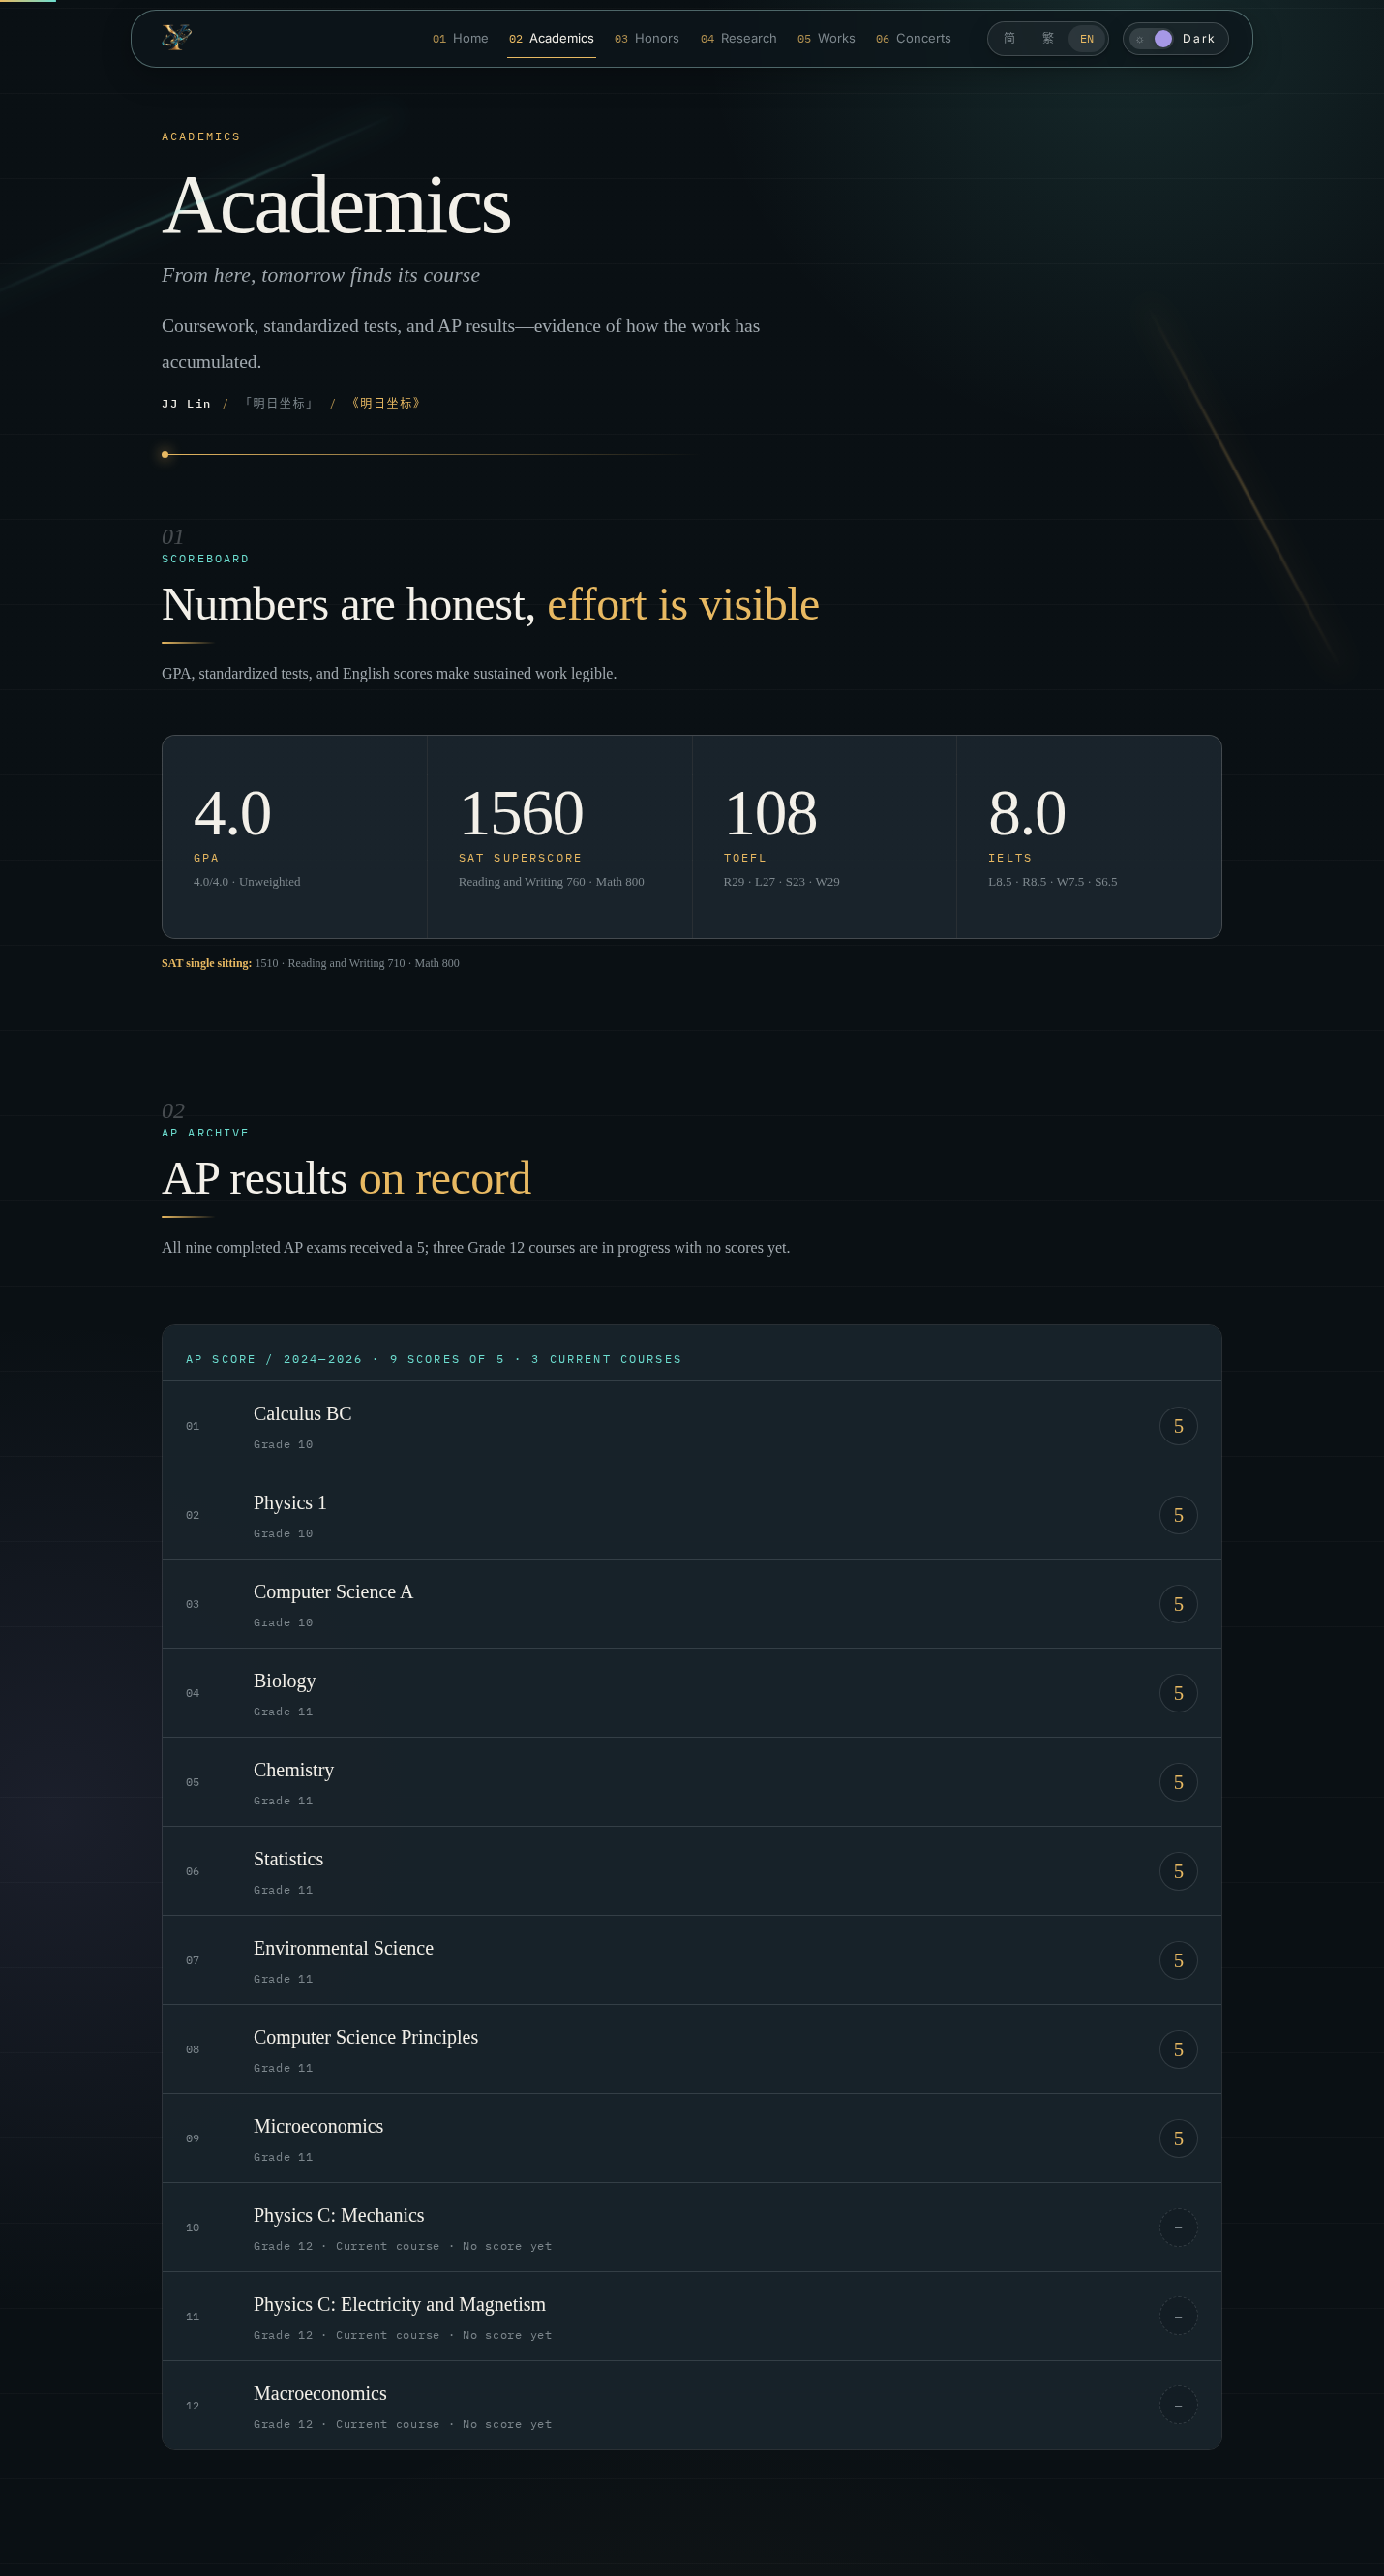 01 Home 02 Academics 03 Honors 04 Research 05 Works 06 Concerts 简 繁 EN Dark
ACADEMICS
Academics
From here, tomorrow finds its course
Coursework, standardized tests, and AP results—evidence of how the work has
accumulated.
JJ Lin / 「明日坐标」 / 《明日坐标》
01
SCOREBOARD
Numbers are honest, effort is visible
GPA, standardized tests, and English scores make sustained work legible.
4.0
GPA
4.0/4.0 · Unweighted
1560
SAT SUPERSCORE
Reading and Writing 760 · Math 800
108
TOEFL
R29 · L27 · S23 · W29
8.0
IELTS
L8.5 · R8.5 · W7.5 · S6.5
SAT single sitting: 1510 · Reading and Writing 710 · Math 800
02
AP ARCHIVE
AP results on record
All nine completed AP exams received a 5; three Grade 12 courses are in progress with no scores yet.
AP SCORE / 2024—2026 · 9 SCORES OF 5 · 3 CURRENT COURSES
01
Calculus BC
Grade 10
5
02
Physics 1
Grade 10
5
03
Computer Science A
Grade 10
5
04
Biology
Grade 11
5
05
Chemistry
Grade 11
5
06
Statistics
Grade 11
5
07
Environmental Science
Grade 11
5
08
Computer Science Principles
Grade 11
5
09
Microeconomics
Grade 11
5
10
Physics C: Mechanics
Grade 12 · Current course · No score yet
—
11
Physics C: Electricity and Magnetism
Grade 12 · Current course · No score yet
—
12
Macroeconomics
Grade 12 · Current course · No score yet
—